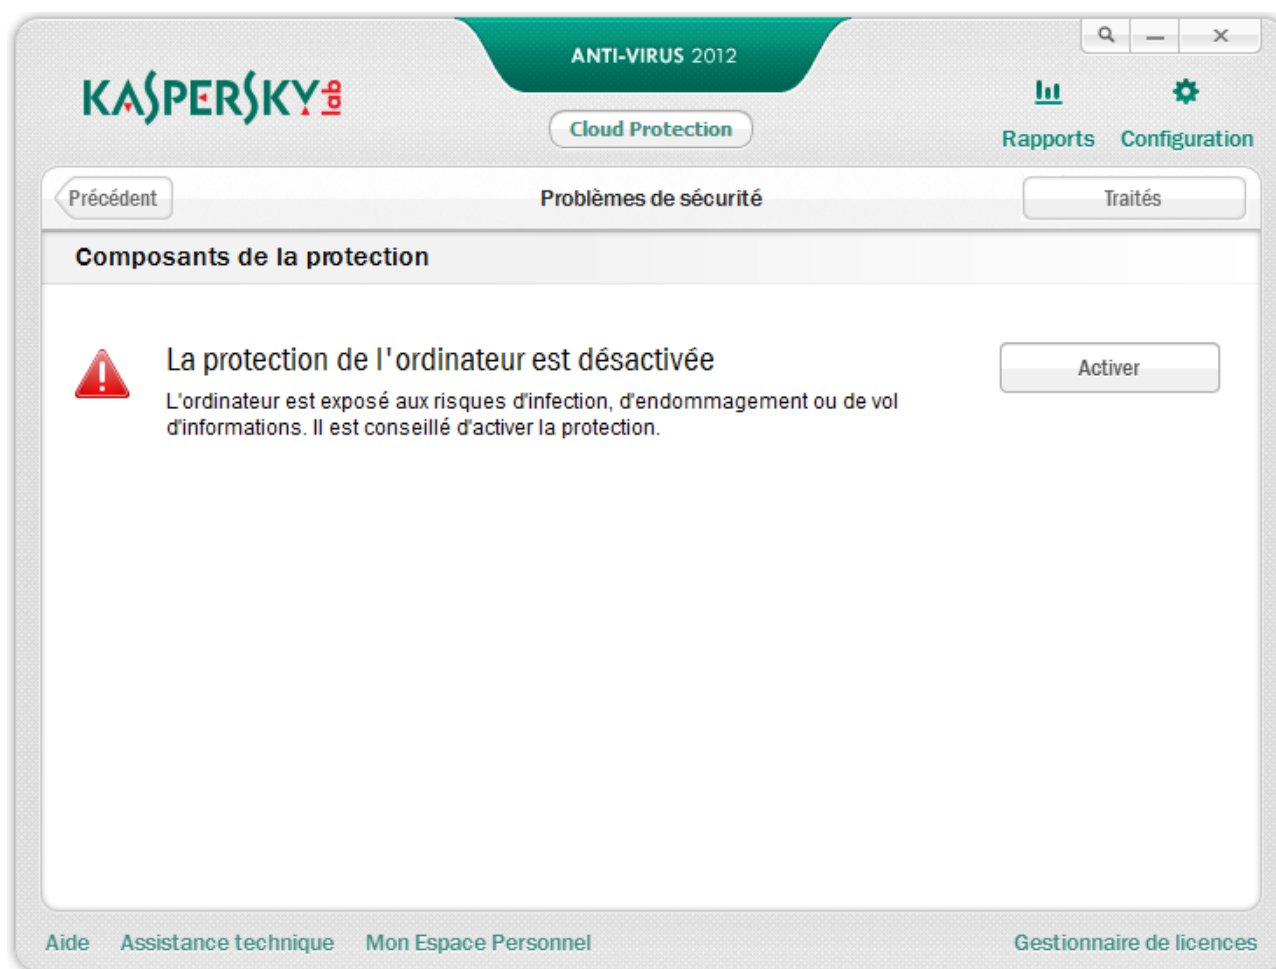 ANTI-VIRUS 2012
KASPERSKY lab
Cloud Protection
Rapports Configuration
Précédent Problèmes de sécurité Traités
Composants de la protection
La protection de l'ordinateur est désactivée
Activer
L'ordinateur est exposé aux risques d'infection, d'endommagement ou de vol
d'informations. Il est conseillé d'activer la protection.
Aide Assistance technique Mon Espace Personnel Gestionnaire de licences